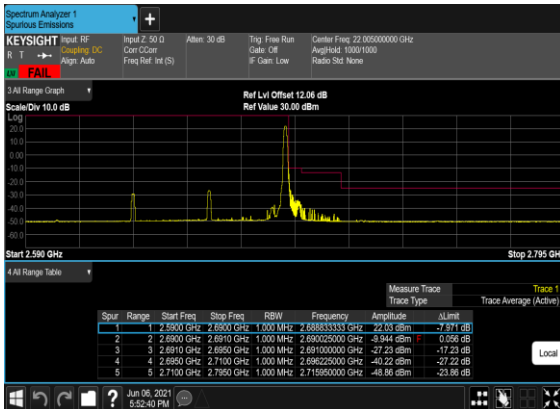 Spectrum Analyzer 1
Spurious Emissions
KEYSIGHT Input: RF Input Z: 50 Ω Atten: 30 dB Trig: Free Run Center Freq: 22.005000000 GHz
R T Coupling: DC Corr CCorr Gate: Off Avg|Hold: 1000/1000
Align: Auto Freq Ref: Int (S) IF Gain: Low Radio Std: None
LXI FAIL
3 All Range Graph
Ref Lvl Offset 12.06 dB
Scale/Div 10.0 dB Ref Value 30.00 dBm
Log
20.0
10.0
0.00
-10.0
-20.0
-30.0
-40.0
-50.0
-60.0
Start 2.590 GHz Stop 2.795 GH
4 All Range Table
Measure Trace Trace 1
Trace Type Trace Average (Active)
Spur Range Start Freq Stop Freq RBW Frequency Amplitude ΔLimit
1 1 2.5900 GHz 2.6900 GHz 1.000 MHz 2.688833333 GHz 22.03 dBm -7.971 dB
2 2 2.6900 GHz 2.6910 GHz 1.000 MHz 2.690025000 GHz -9.944 dBm F 0.056 dB
3 3 2.6910 GHz 2.6950 GHz 1.000 MHz 2.691000000 GHz -27.23 dBm -17.23 dB
4 4 2.6950 GHz 2.7100 GHz 1.000 MHz 2.696225000 GHz -40.22 dBm -27.22 dB
5 5 2.7100 GHz 2.7950 GHz 1.000 MHz 2.715950000 GHz -48.86 dBm -23.86 dB
Local
Jun 06, 2021
5:52:40 PM